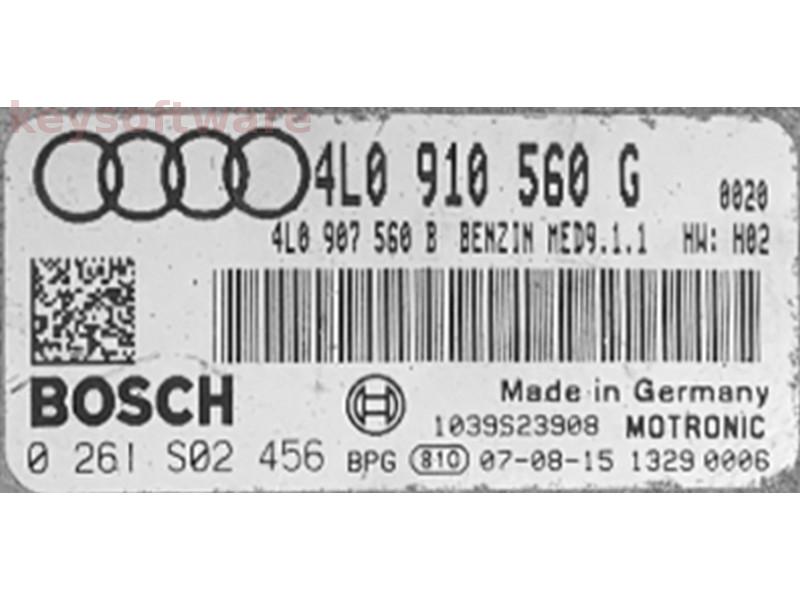 keysoftware
4L0 910 560 G 0020
4L0 907 560 B BENZIN MED9.1.1 HW: H02
BOSCH Made in Germany
1039S23908 MOTRONIC
0 261 S02 456 BPG 810 07-08-15 1329 0006